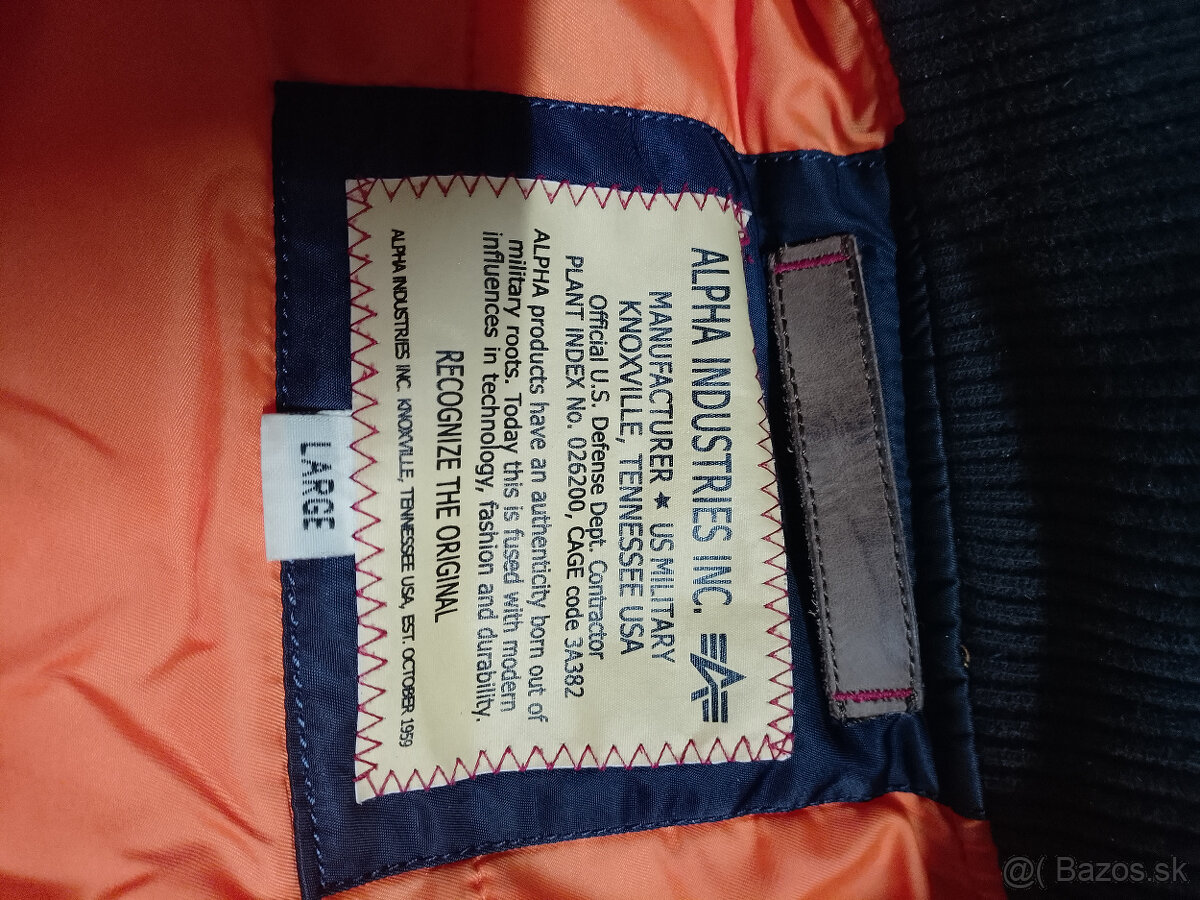 ALPHA INDUSTRIES INC.
MANUFACTURER ★ US MILITARY
KNOXVILLE, TENNESSEE USA
Official U.S. Defense Dept. Contractor
PLANT INDEX No. 026200, CAGE code 3A382
ALPHA products have an authenticity born out of
military roots. Today this is fused with modern
influences in technology, fashion and durability.
RECOGNIZE THE ORIGINAL
ALPHA INDUSTRIES INC. KNOXVILLE, TENNESSEE USA, EST. OCTOBER 1959
LARGE
@( Bazos.sk